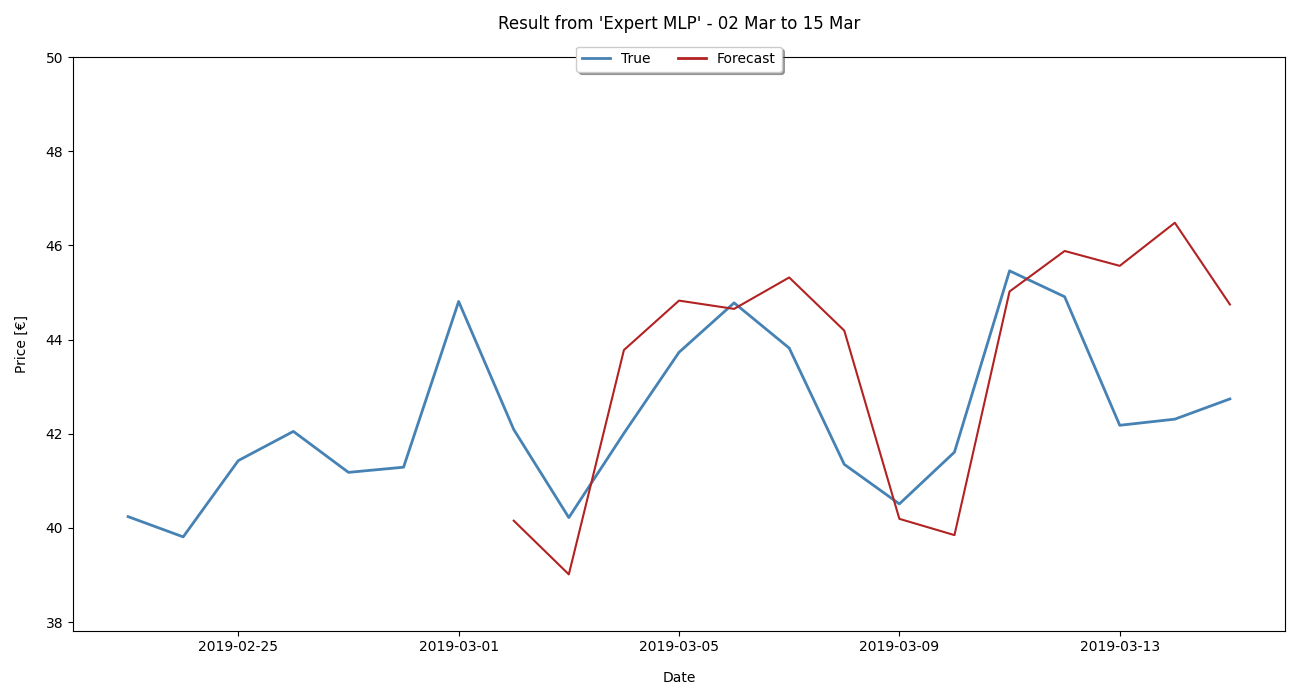 Result from 'Expert MLP' - 02 Mar to 15 Mar
True Forecast
Price [€]
50
48
46
44
42
40
38
2019-02-25 2019-03-01 2019-03-05 2019-03-09 2019-03-13
Date